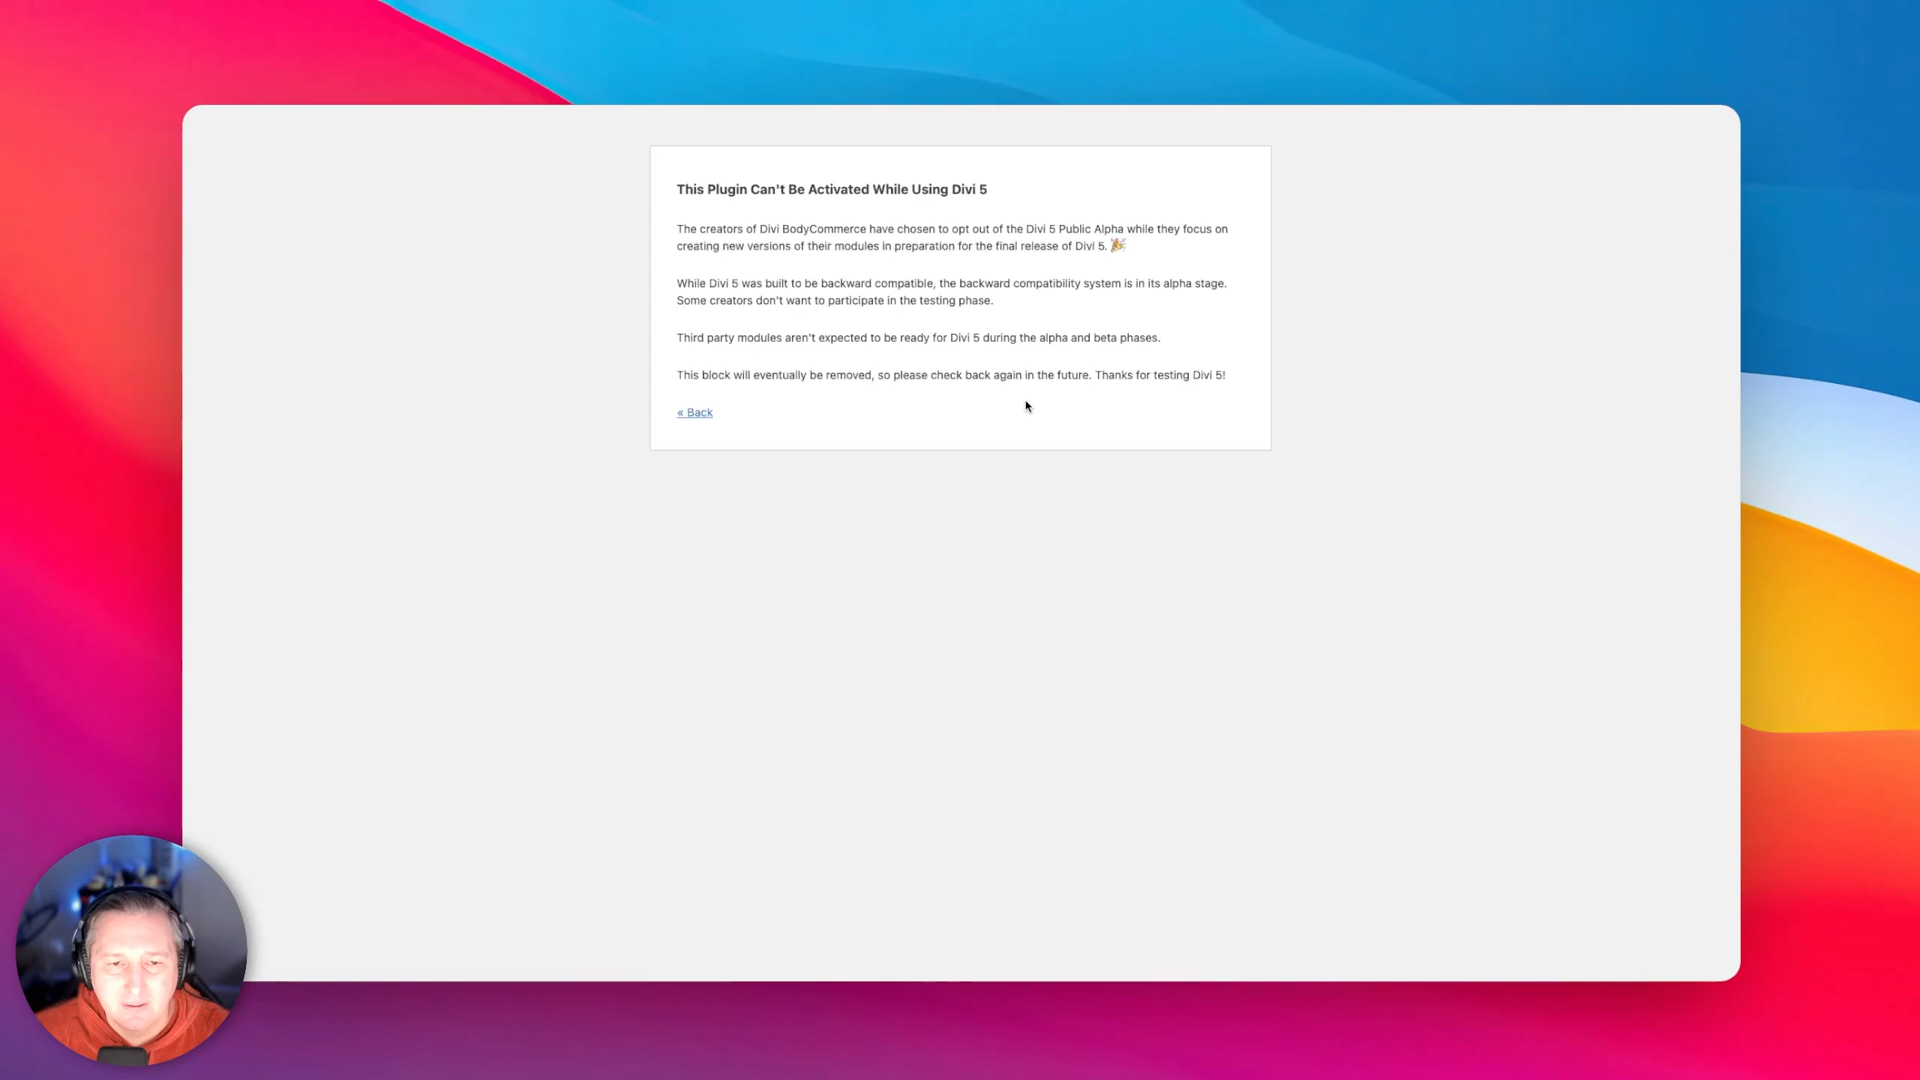 This Plugin Can't Be Activated While Using Divi 5
The creators of Divi BodyCommerce have chosen to opt out of the Divi 5 Public Alpha while they focus on
creating new versions of their modules in preparation for the final release of Divi 5. 🎉
While Divi 5 was built to be backward compatible, the backward compatibility system is in its alpha stage.
Some creators don't want to participate in the testing phase.
Third party modules aren't expected to be ready for Divi 5 during the alpha and beta phases.
This block will eventually be removed, so please check back again in the future. Thanks for testing Divi 5!
« Back